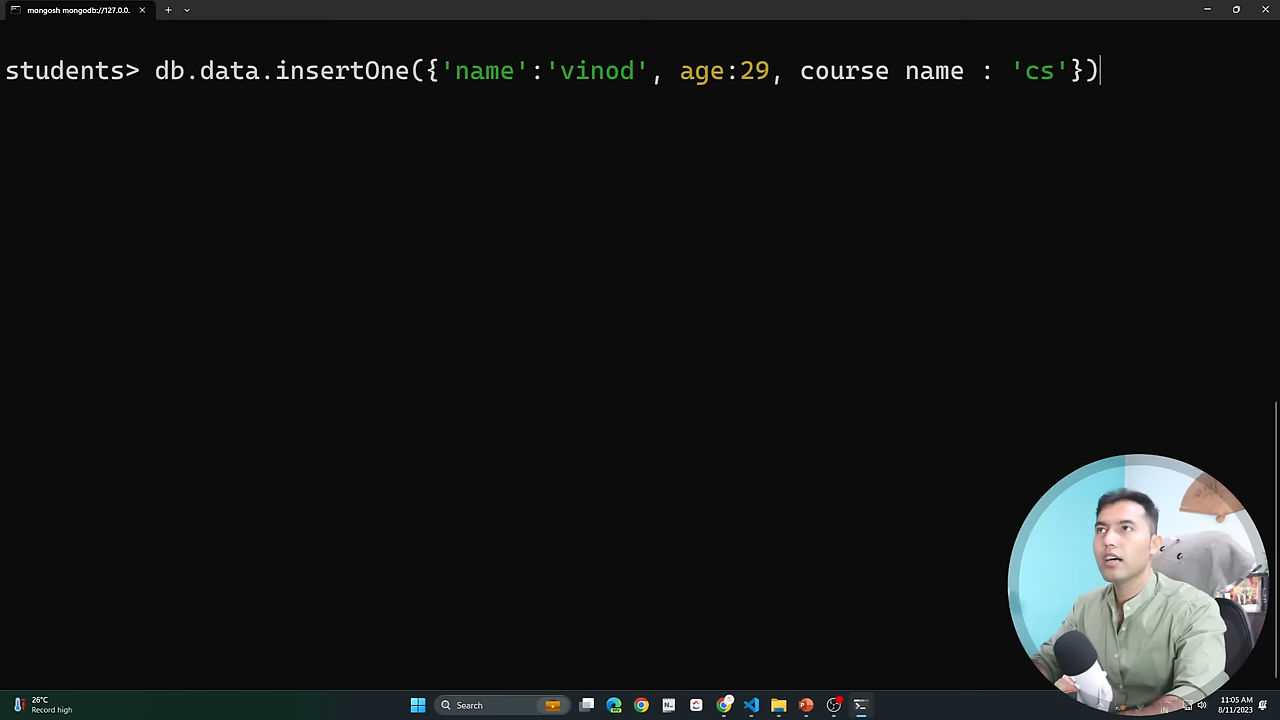 mongosh mongodb://127.0.0.
students> db.data.insertOne({'name':'vinod', age:29, course name : 'cs'})
26°C
Record high
Search
IN
11:05 AM
8/11/2023